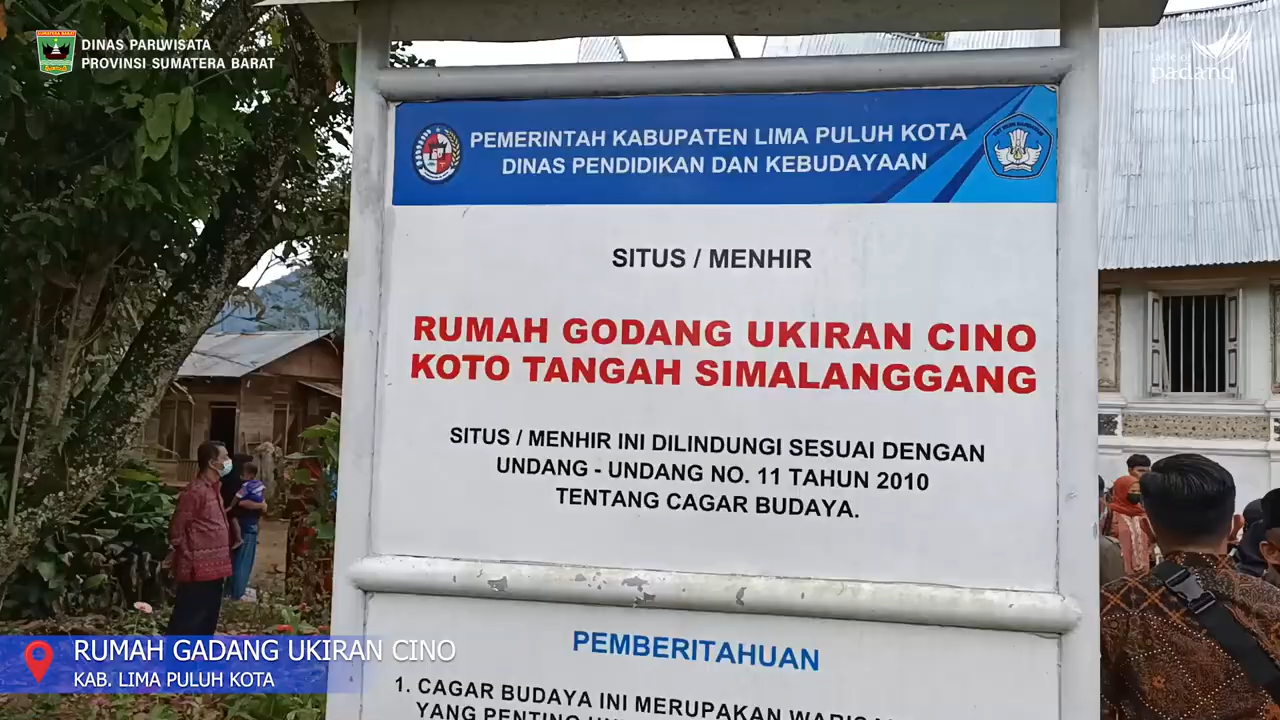 DINAS PARIWISATA
PROVINSI SUMATERA BARAT
padang
PEMERINTAH KABUPATEN LIMA PULUH KOTA
DINAS PENDIDIKAN DAN KEBUDAYAAN
SITUS / MENHIR
RUMAH GODANG UKIRAN CINO
KOTO TANGAH SIMALANGGANG
SITUS / MENHIR INI DILINDUNGI SESUAI DENGAN
UNDANG - UNDANG NO. 11 TAHUN 2010
TENTANG CAGAR BUDAYA.
PEMBERITAHUAN
1. CAGAR BUDAYA INI MERUPAKAN
YANG PENTING
RUMAH GADANG UKIRAN CINO
KAB. LIMA PULUH KOTA